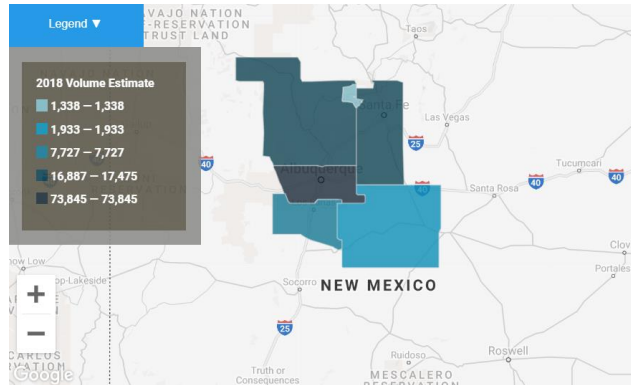 Legend ▼
AVAJO NATION
F-RESERVATION
TRUST LAND
2018 Volume Estimate
1,338 – 1,338
1,933 – 1,933
7,727 – 7,727
16,887 – 17,475
73,845 – 73,845
Taos
Santa Fe
Las Vegas
25
40
Albuquerque
40
Santa Rosa
40
Tucumcari
40
Clov
Portales
how Low
op-Lakeside
Socorro
NEW MEXICO
+
−
25
CARLOS
RVATION
Google
Truth or
Consequences
Ruidoso
Roswell
MESCALERO
RESERVATION